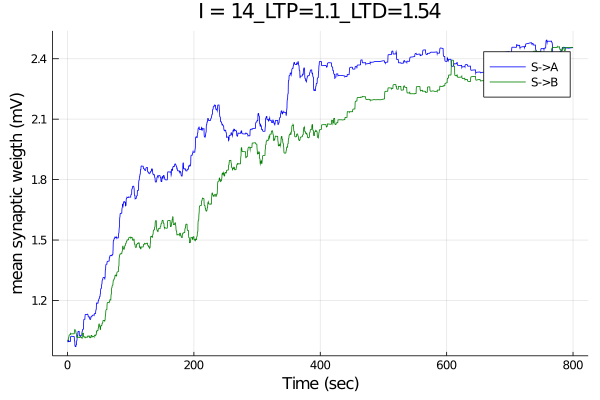 I = 14_LTP=1.1_LTD=1.54
mean synaptic weigth (mV)
2.4
2.1
1.8
1.5
1.2
0
200
400
600
800
Time (sec)
S->A
S->B